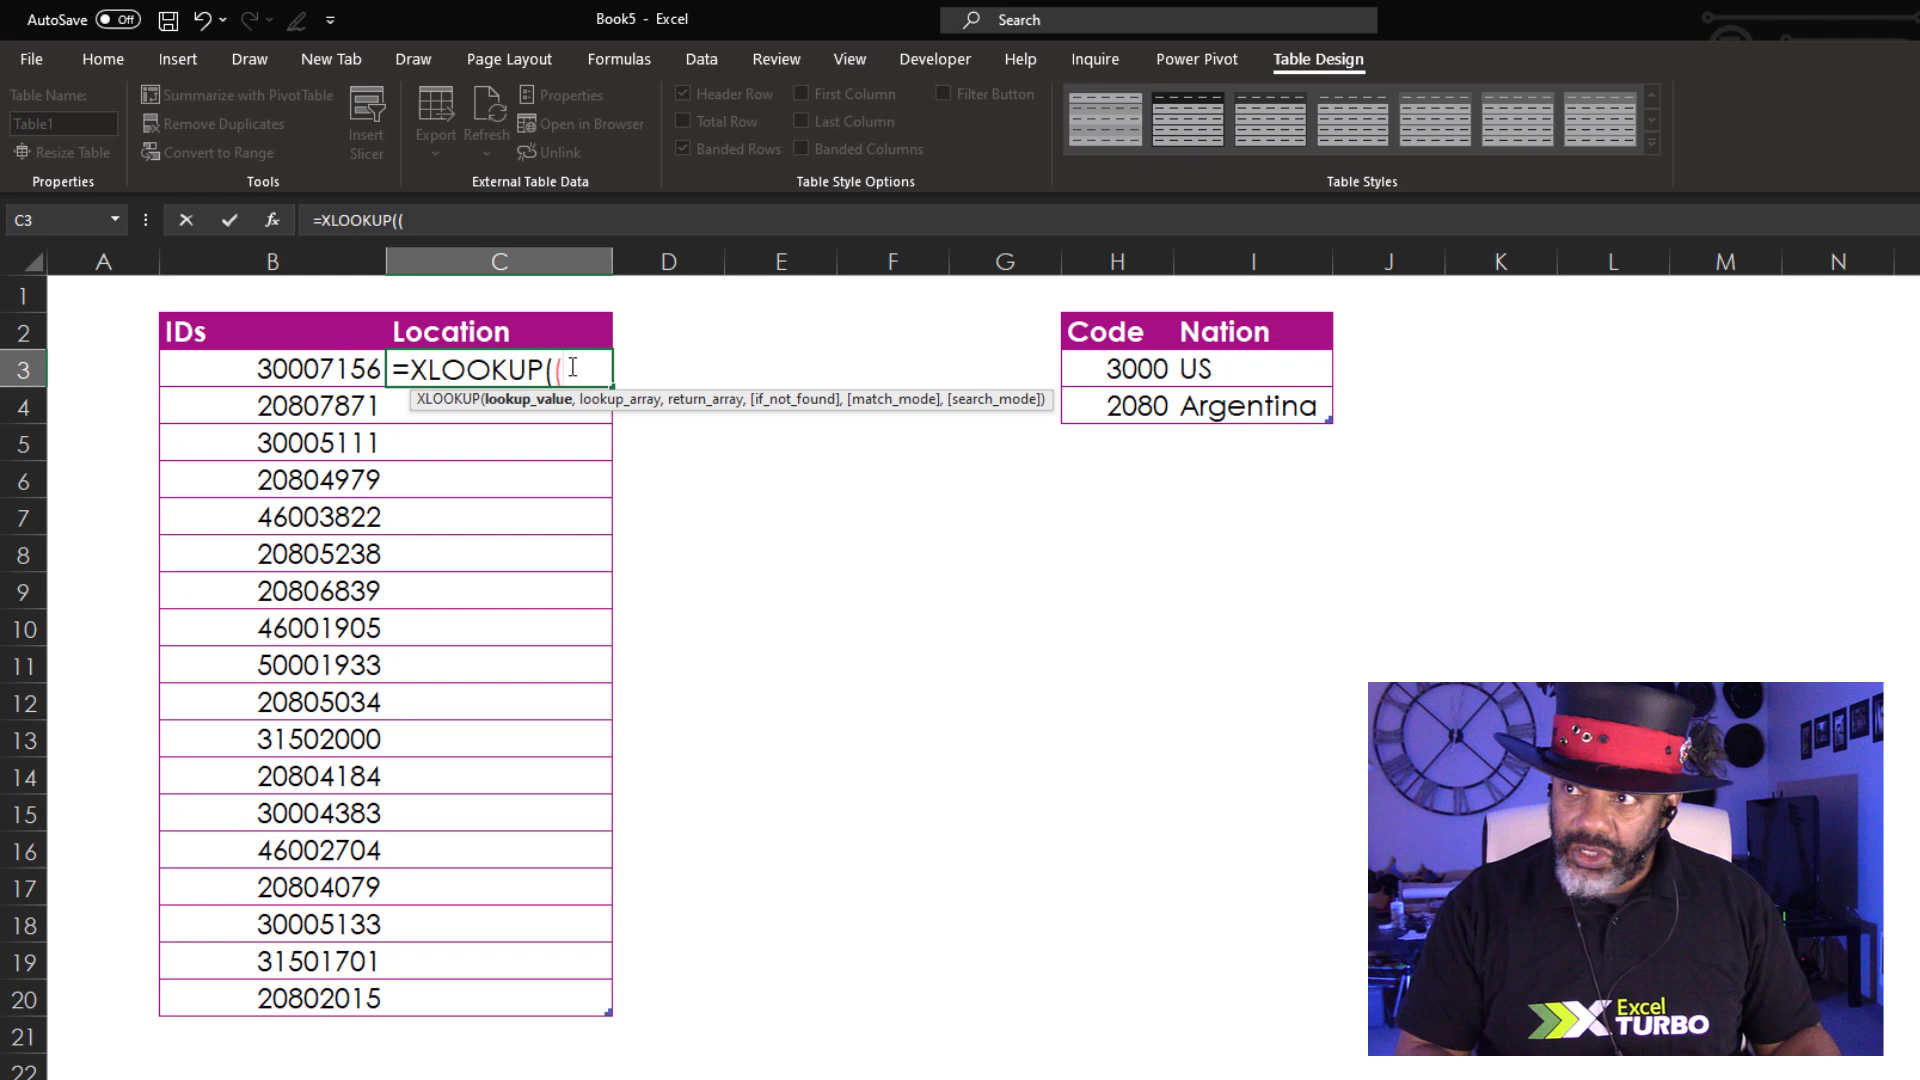 AutoSave Off
Book5 - Excel
Search
File Home Insert Draw New Tab Draw Page Layout Formulas Data Review View Developer Help Inquire Power Pivot Table Design
Table Name:
Table1
Resize Table
Properties
Summarize with PivotTable
Remove Duplicates
Convert to Range
Insert
Slicer
Tools
Export
Refresh
Properties
Open in Browser
Unlink
External Table Data
Header Row
Total Row
Banded Rows
First Column
Last Column
Banded Columns
Filter Button
Table Style Options
Table Styles
C3
fx
=XLOOKUP((
A B C D E F G H I J K L M N
1
2 IDs Location Code Nation
3 30007156 =XLOOKUP(( 3000 US
XLOOKUP(lookup_value, lookup_array, return_array, [if_not_found], [match_mode], [search_mode])
4 20807871 2080 Argentina
5 30005111
6 20804979
7 46003822
8 20805238
9 20806839
10 46001905
11 50001933
12 20805034
13 31502000
14 20804184
15 30004383
16 46002704
17 20804079
18 30005133
19 31501701
20 20802015
21
22
Excel
TURBO